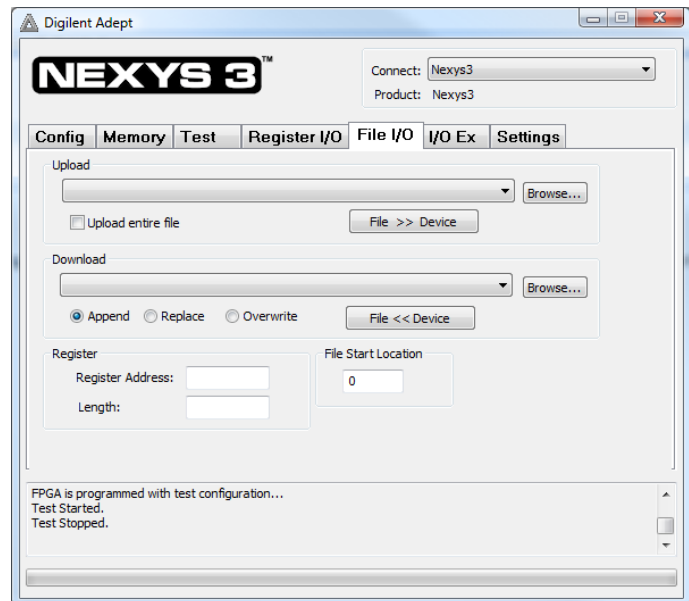 Digilent Adept
NEXYS 3™
Connect: Nexys3
Product: Nexys3
Config Memory Test Register I/O File I/O I/O Ex Settings
Upload
Browse...
Upload entire file File >> Device
Download
Browse...
Append Replace Overwrite File << Device
Register File Start Location
Register Address: 0
Length:
FPGA is programmed with test configuration...
Test Started.
Test Stopped.